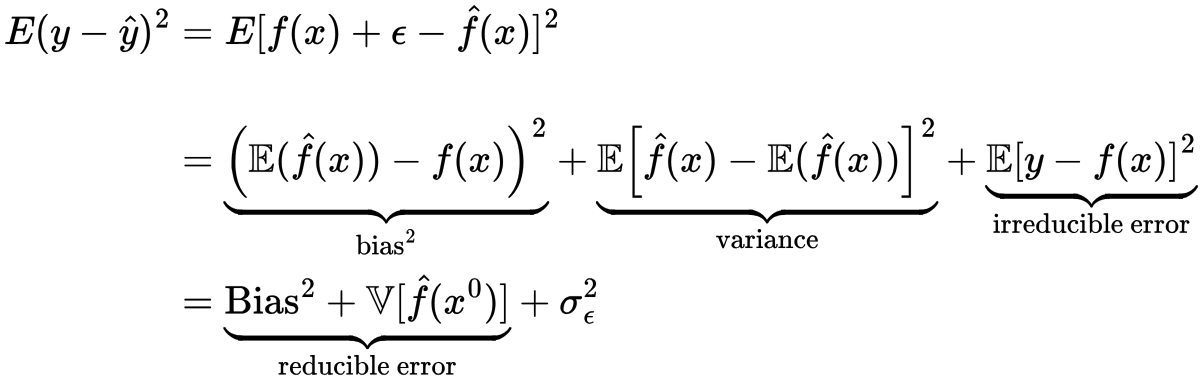 E(y − ŷ)² = E[f(x) + ϵ − f̂(x)]²
= (𝔼(f̂(x)) − f(x))² + 𝔼[f̂(x) − 𝔼(f̂(x))]² + 𝔼[y − f(x)]²
bias² variance irreducible error
= Bias² + 𝕍[f̂(x⁰)] + σ²_ϵ
reducible error